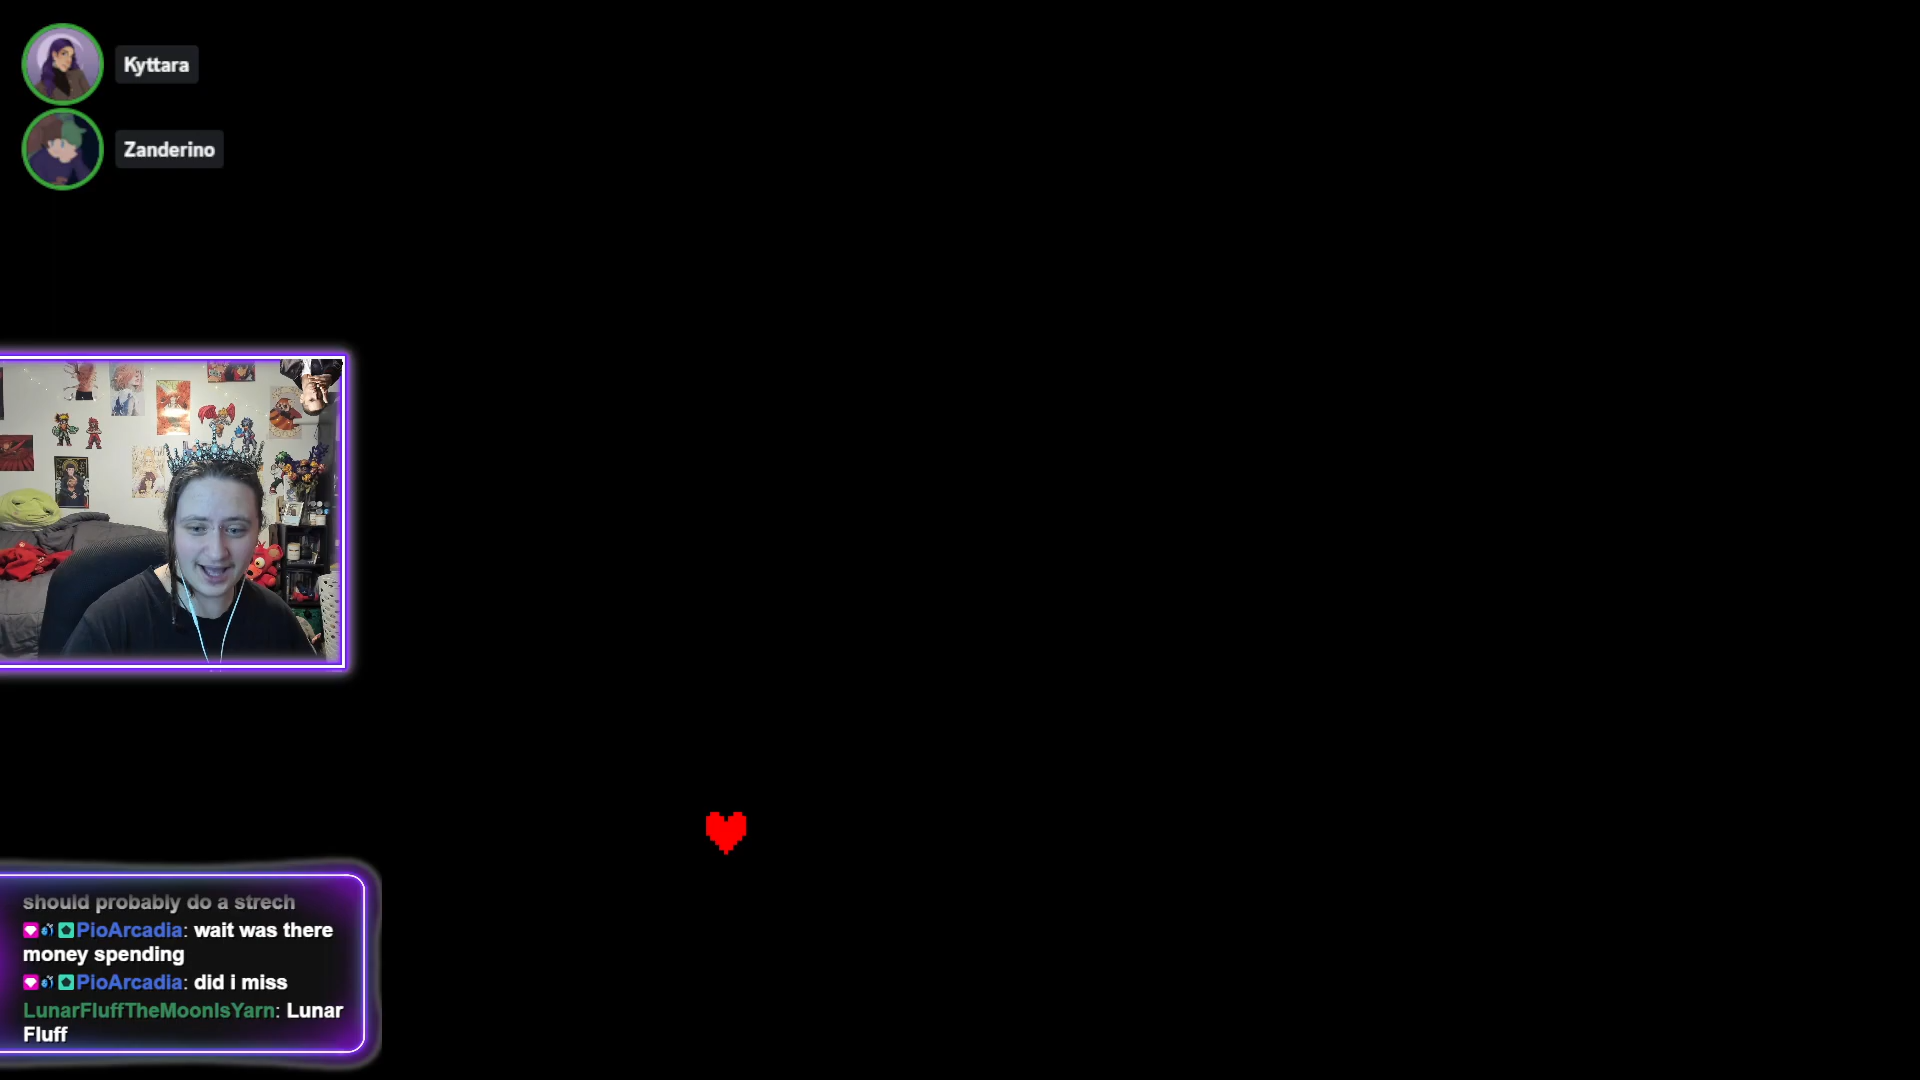 Kyttara
Zanderino
should probably do a strech
PioArcadia: wait was there
money spending
PioArcadia: did i miss
LunarFluffTheMoonIsYarn: Lunar
Fluff